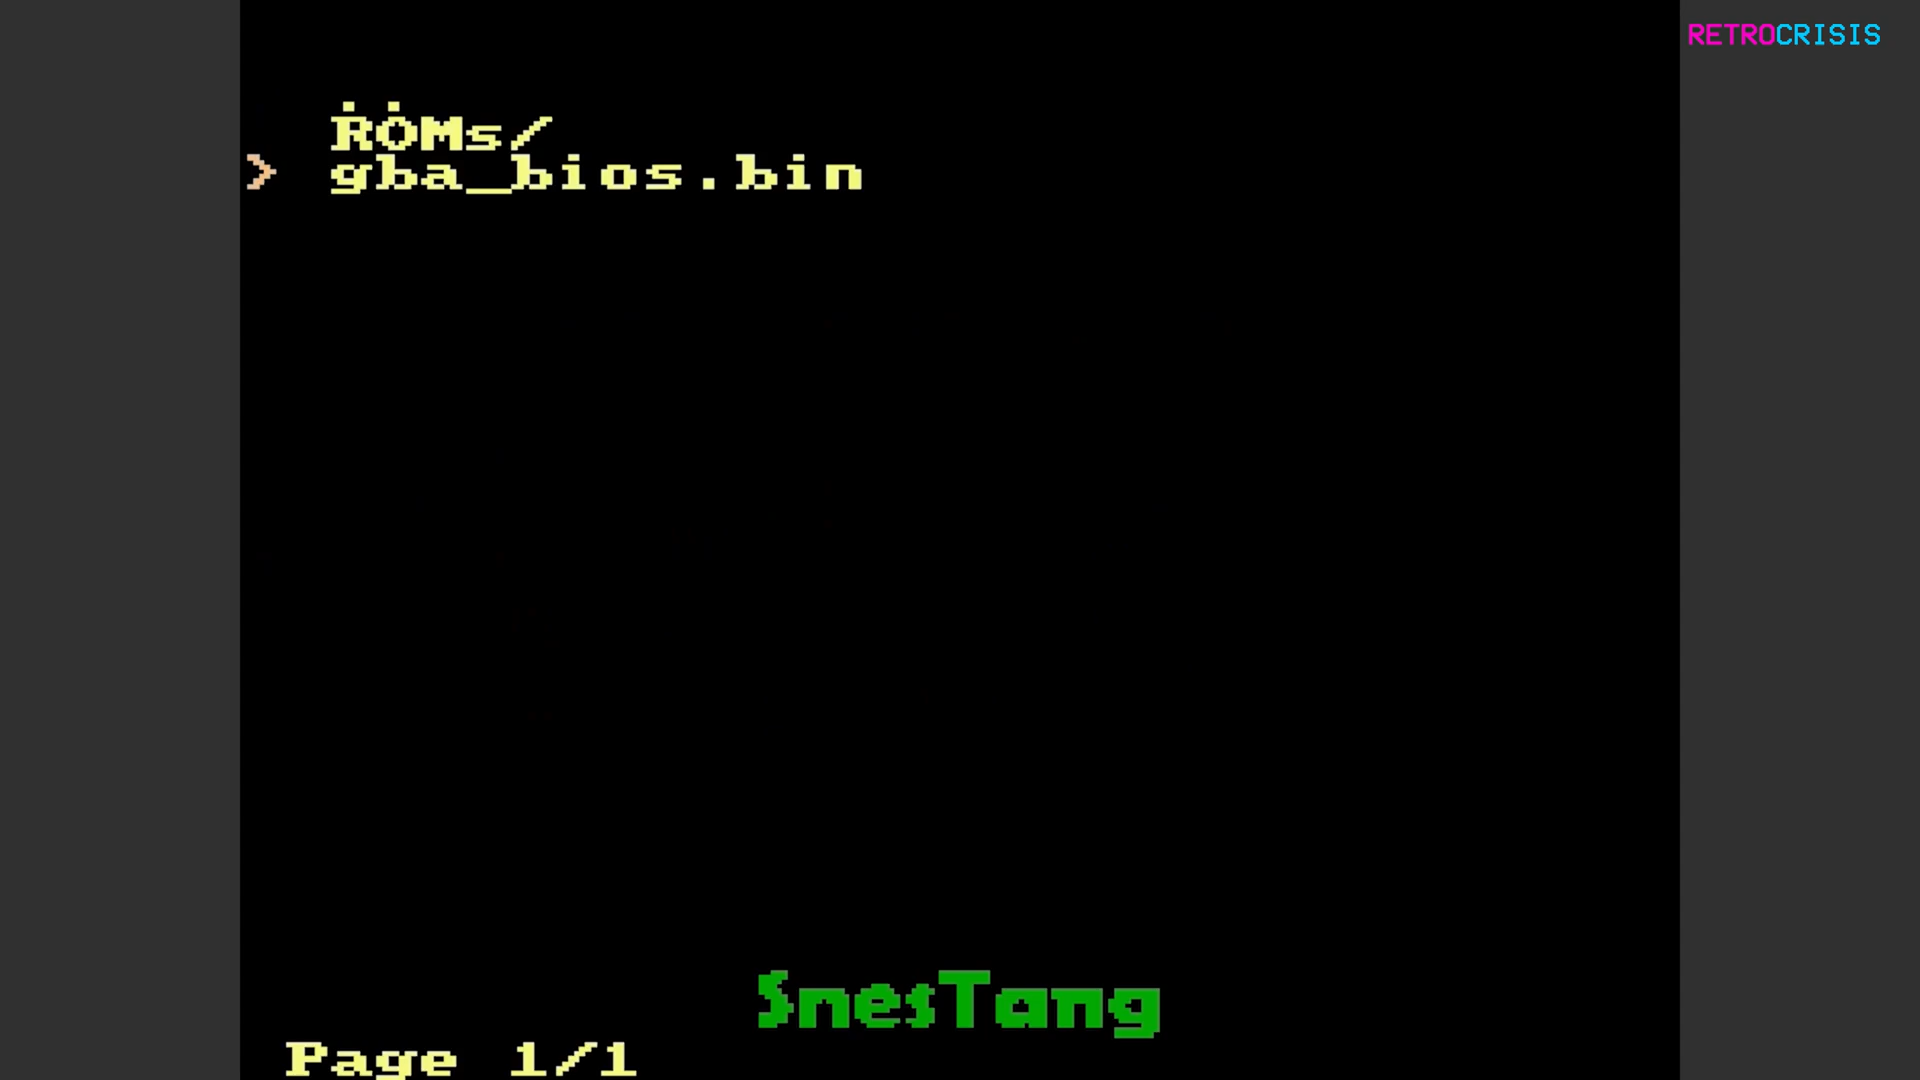 RETROCRISIS
..
ROMs/
> gba_bios.bin
SnesTang
Page 1/1